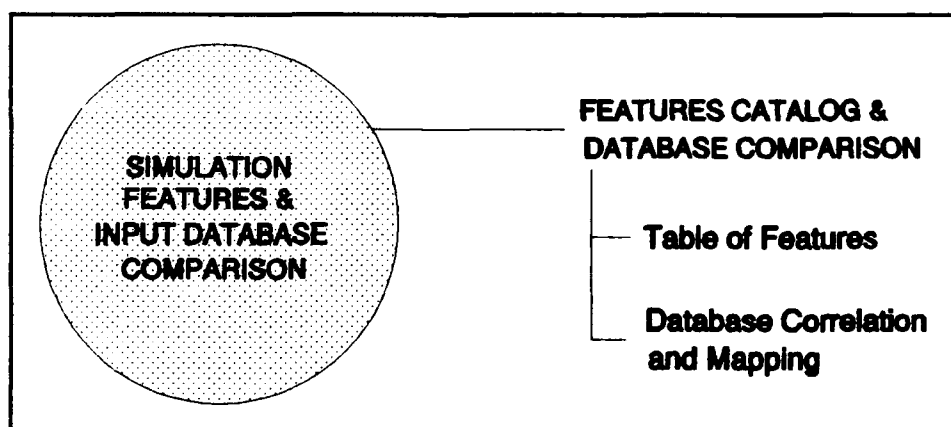 SIMULATION
FEATURES &
INPUT DATABASE
COMPARISON
FEATURES CATALOG &
DATABASE COMPARISON
Table of Features
Database Correlation
and Mapping